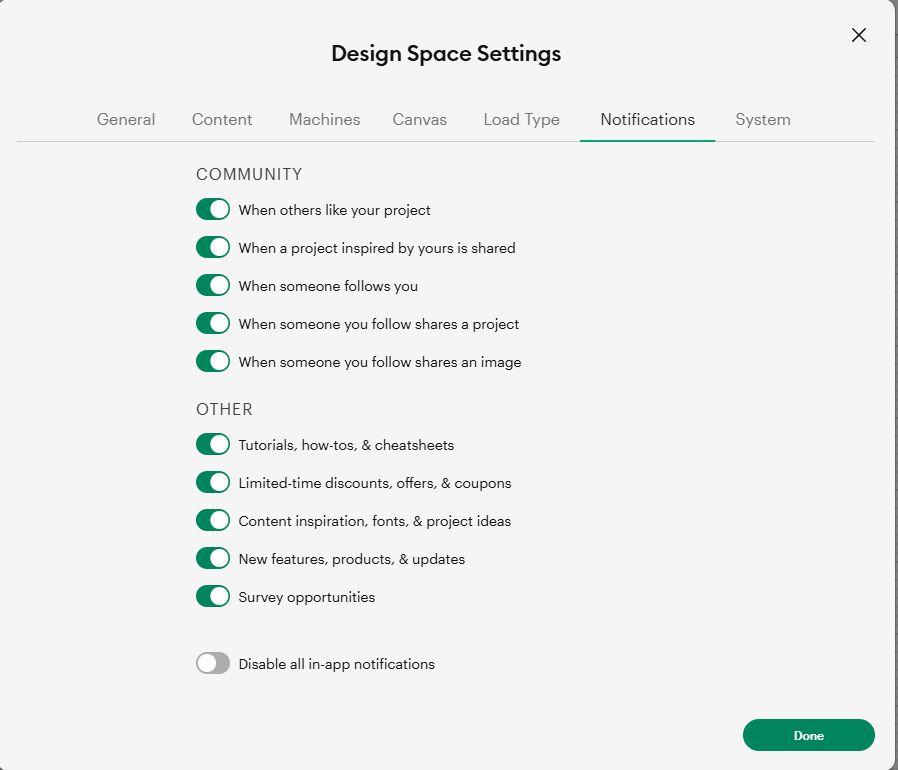 Design Space Settings
General Content Machines Canvas Load Type Notifications System
COMMUNITY
When others like your project
When a project inspired by yours is shared
When someone follows you
When someone you follow shares a project
When someone you follow shares an image
OTHER
Tutorials, how-tos, & cheatsheets
Limited-time discounts, offers, & coupons
Content inspiration, fonts, & project ideas
New features, products, & updates
Survey opportunities
Disable all in-app notifications
Done